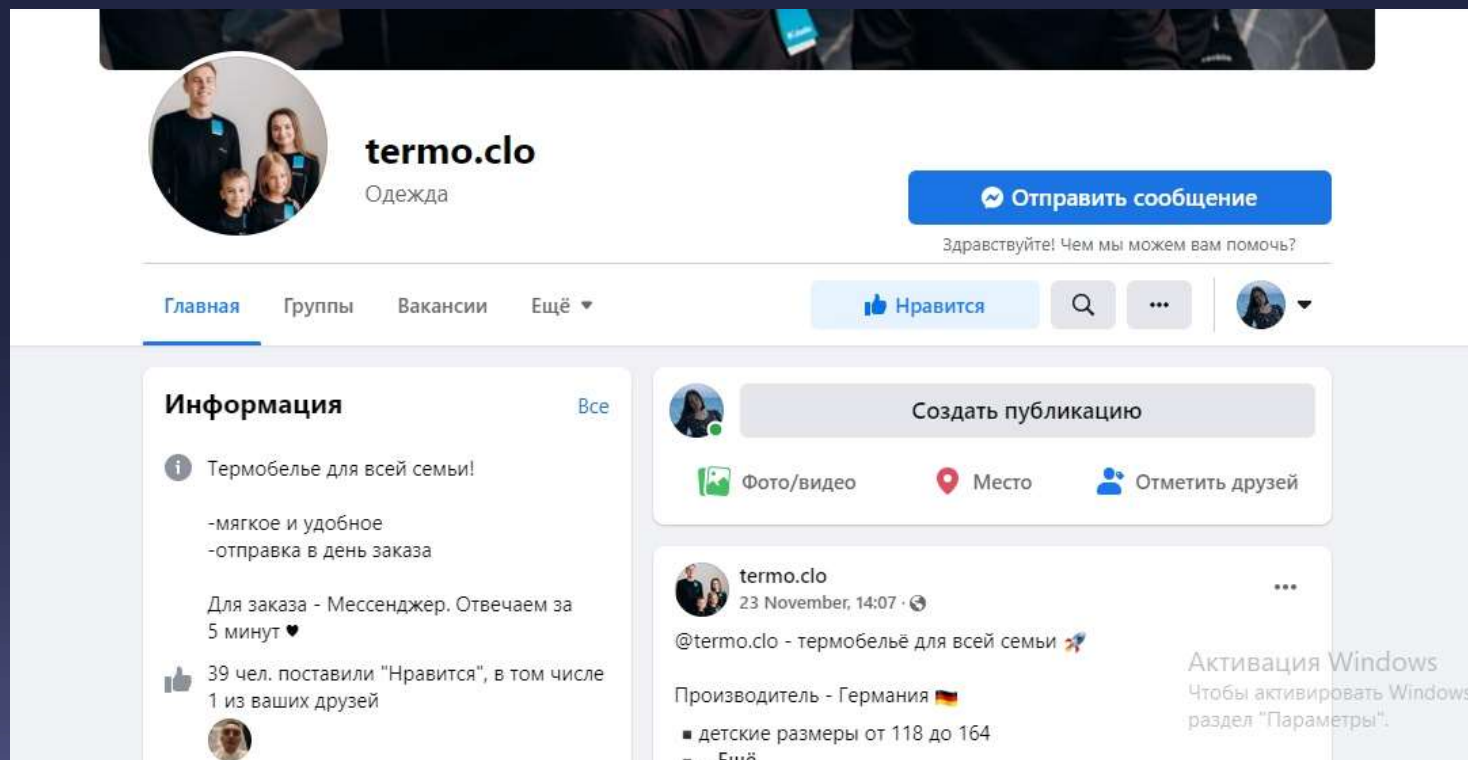 termo.clo
Одежда
Отправить сообщение
Здравствуйте! Чем мы можем вам помочь?
Главная
Группы
Вакансии
Ещё
Нравится
Информация
Все
Термобелье для всей семьи!
-мягкое и удобное
-отправка в день заказа
Для заказа - Мессенджер. Отвечаем за
5 минут ♥
39 чел. поставили "Нравится", в том числе
1 из ваших друзей
Создать публикацию
Фото/видео
Место
Отметить друзей
termo.clo
23 November, 14:07 ·
@termo.clo - термобельё для всей семьи 🚀
Производитель - Германия 🇩🇪
▪ детские размеры от 118 до 164
Ещё
Активация Windows
Чтобы активировать Windows
раздел "Параметры".